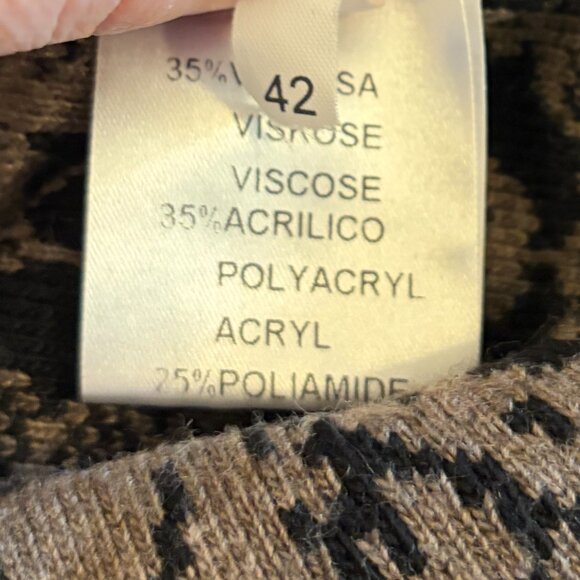 35% SA
42
VISKOSE
VISCOSE
35%ACRILICO
POLYACRYL
ACRYL
25%POLIAMIDE